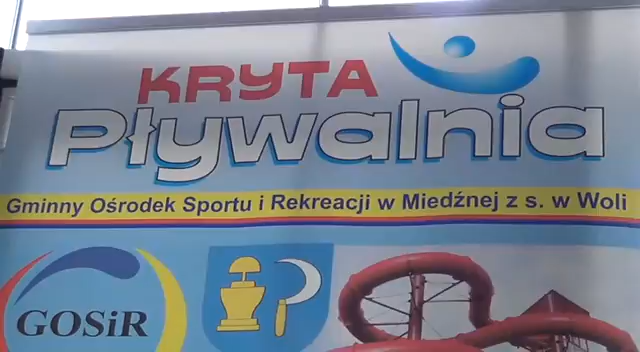 KRYTA
Pływalnia
Gminny Ośrodek Sportu i Rekreacji w Miedźnej z s. w Woli
GOSiR